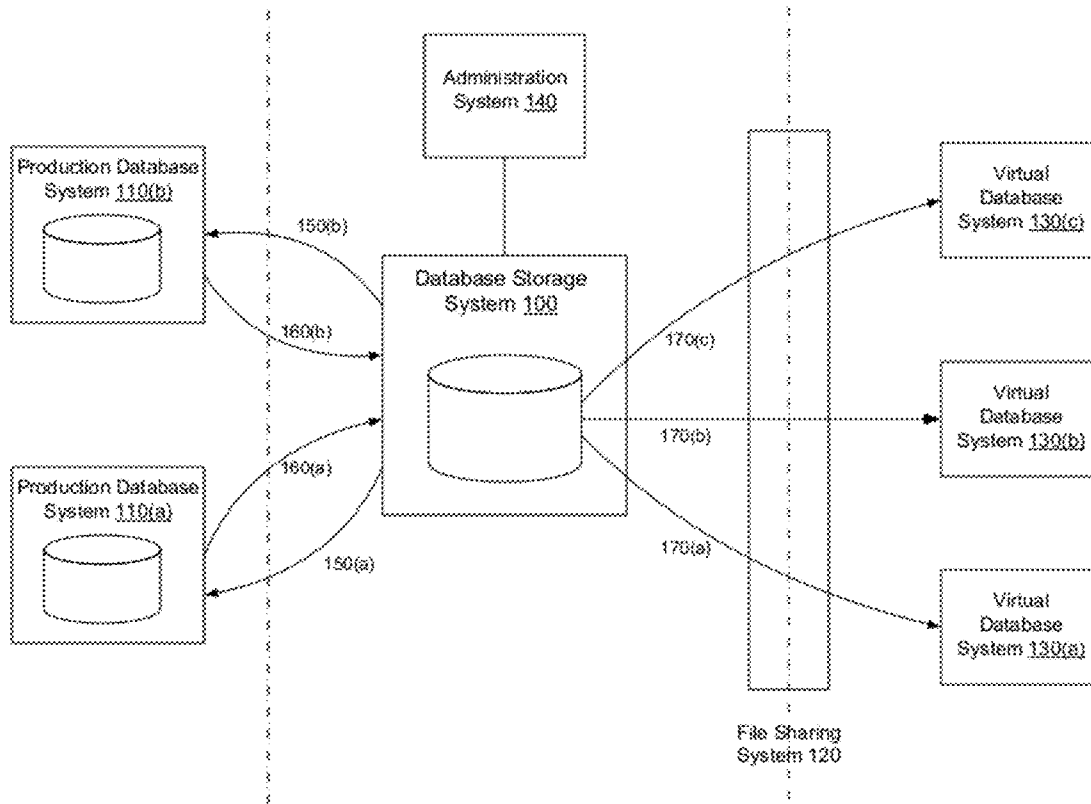 Administration
System 140
Production Database
System 110(b)
150(b)
160(b)
Database Storage
System 100
Production Database
System 110(a)
160(a)
150(a)
170(c)
170(b)
170(a)
Virtual
Database
System 130(c)
Virtual
Database
System 130(b)
Virtual
Database
System 130(a)
File Sharing
System 120